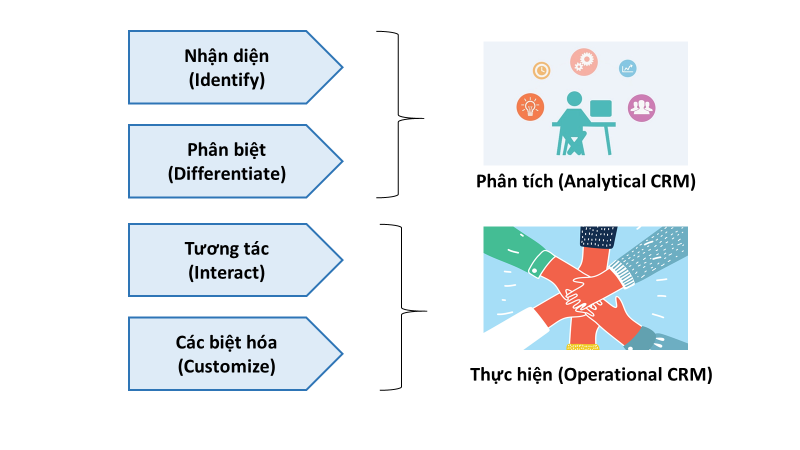 Nhận diện
(Identify)
Phân biệt
(Differentiate)
Phân tích (Analytical CRM)
Tương tác
(Interact)
Các biệt hóa
(Customize)
Thực hiện (Operational CRM)